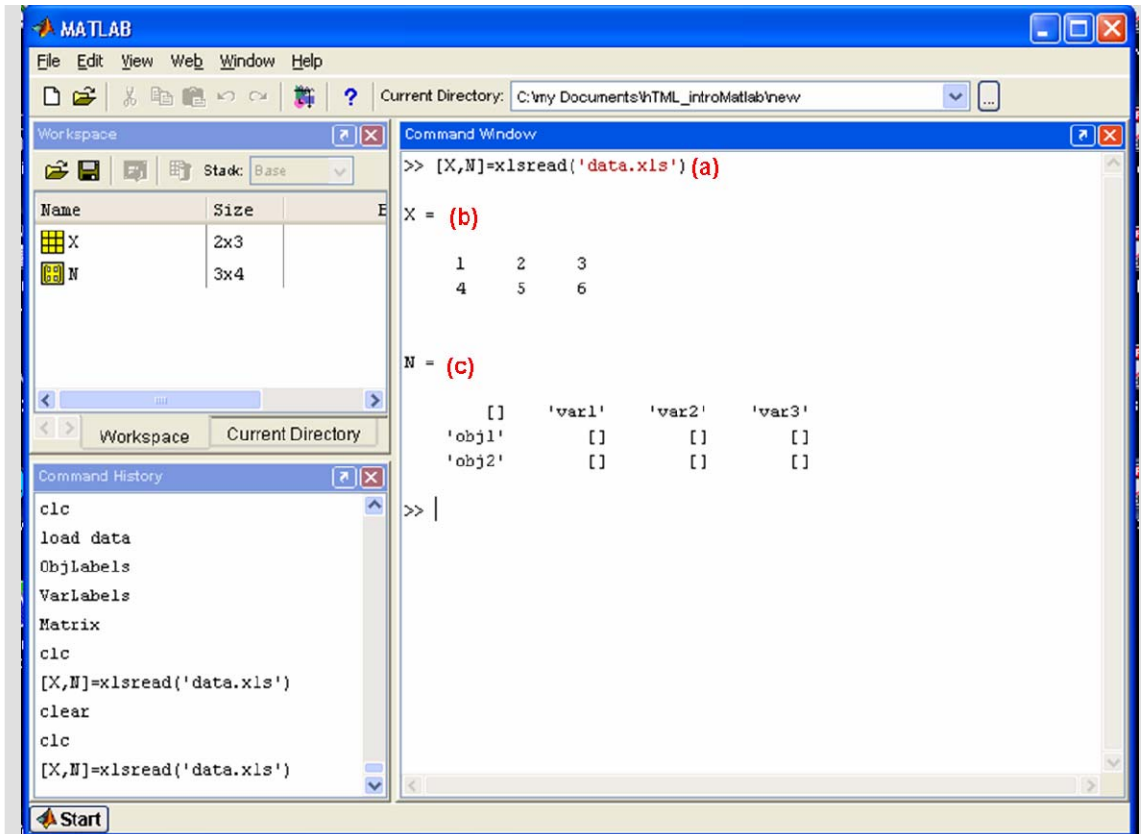 MATLAB
File Edit View Web Window Help
? Current Directory: C:\my Documents\hTML_introMatlab\new ...
Workspace
Stack: Base
Name Size
X 2x3
N 3x4
Workspace Current Directory
Command History
clc
load data
ObjLabels
VarLabels
Matrix
clc
[X,N]=xlsread('data.xls')
clear
clc
[X,N]=xlsread('data.xls')
Command Window
>> [X,N]=xlsread('data.xls') (a)
X = (b)
1 2 3
4 5 6
N = (c)
[] 'var1' 'var2' 'var3'
'obj1' [] [] []
'obj2' [] [] []
>>
Start